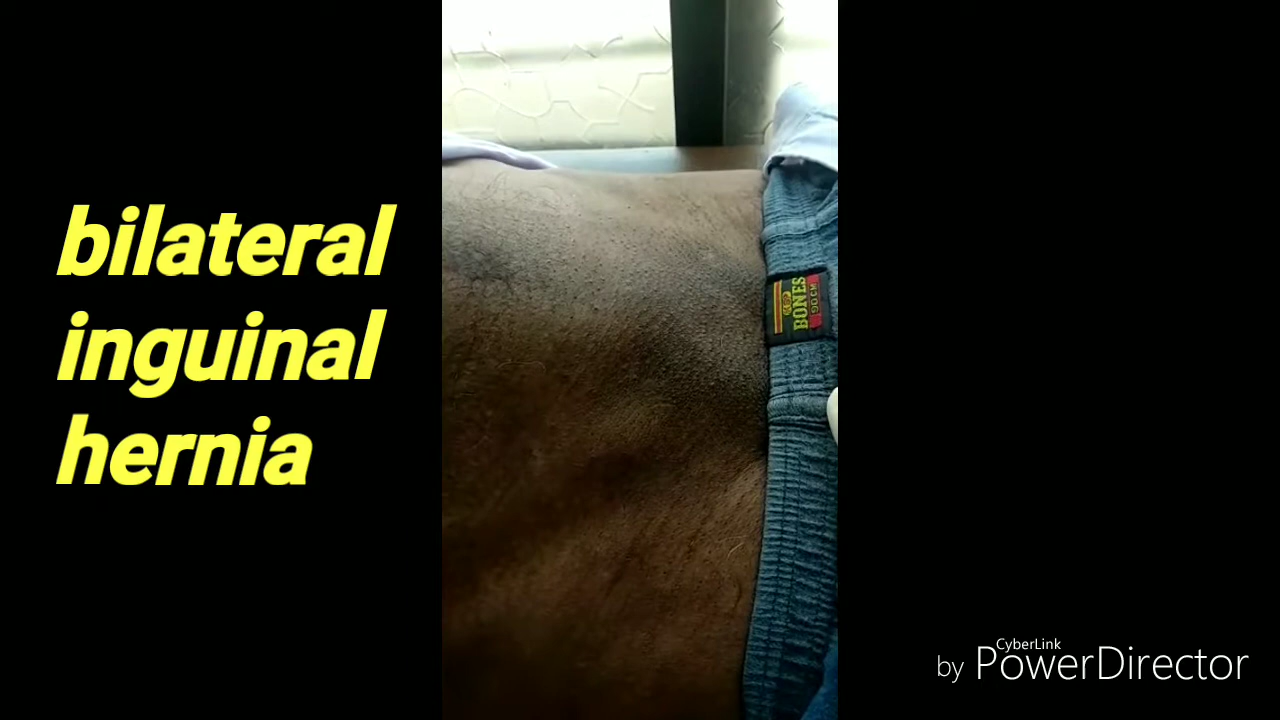 bilateral
inguinal
hernia
BONES
90 CM
CyberLink
by PowerDirector